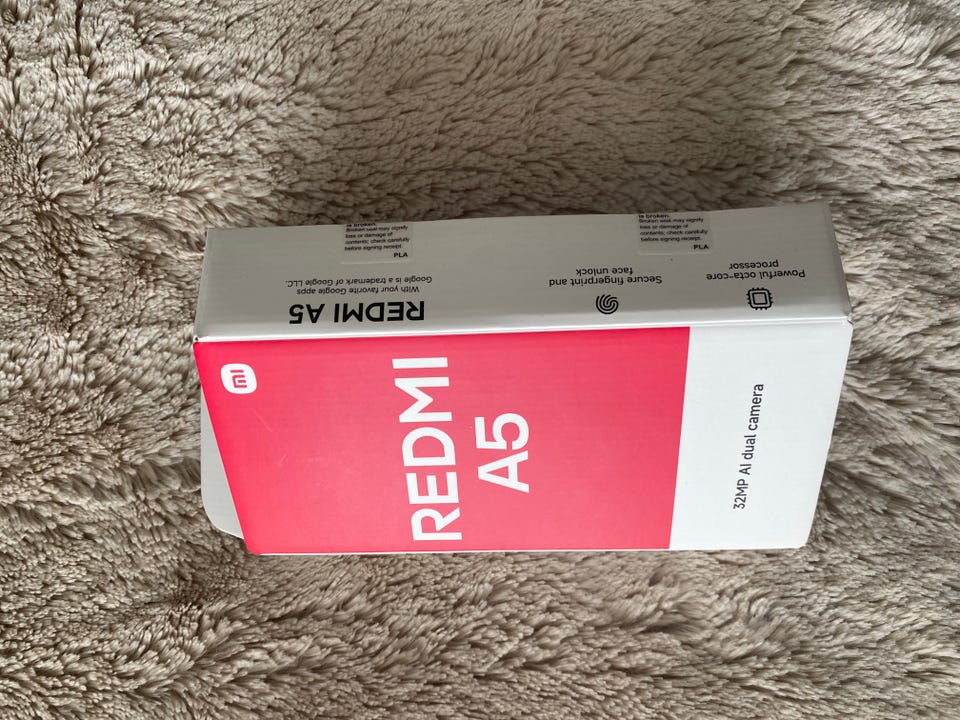 mi
REDMI
A5
32MP AI dual camera
REDMI A5
With your favorite Google apps
Google is a trademark of Google LLC.
Secure fingerprint and
face unlock
Powerful octa-core
processor
is broken.
Broken seal may signify
loss or damage of
contents; check carefully
before signing receipt.
PLA
is broken.
Broken seal may signify
loss or damage of
contents; check carefully
before signing receipt.
PLA